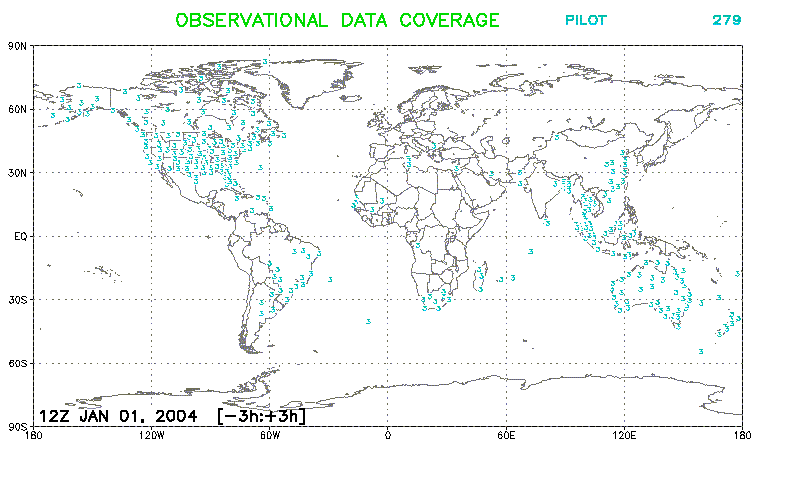 OBSERVATIONAL DATA COVERAGE PILOT 279
90N
60N
30N
EQ
30S
60S
90S
12Z JAN 01, 2004 [-3h:+3h]
180 120W 60W 0 60E 120E 180